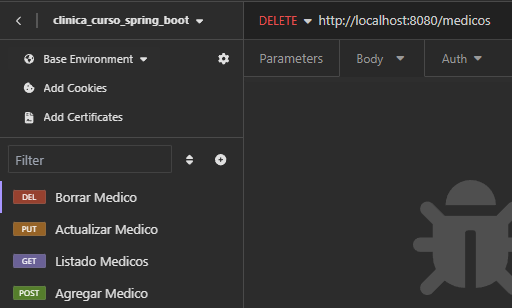 clinica_curso_spring_boot
Base Environment
Add Cookies
Add Certificates
Filter
DEL Borrar Medico
PUT Actualizar Medico
GET Listado Medicos
POST Agregar Medico
DELETE http://localhost:8080/medicos
Parameters Body Auth